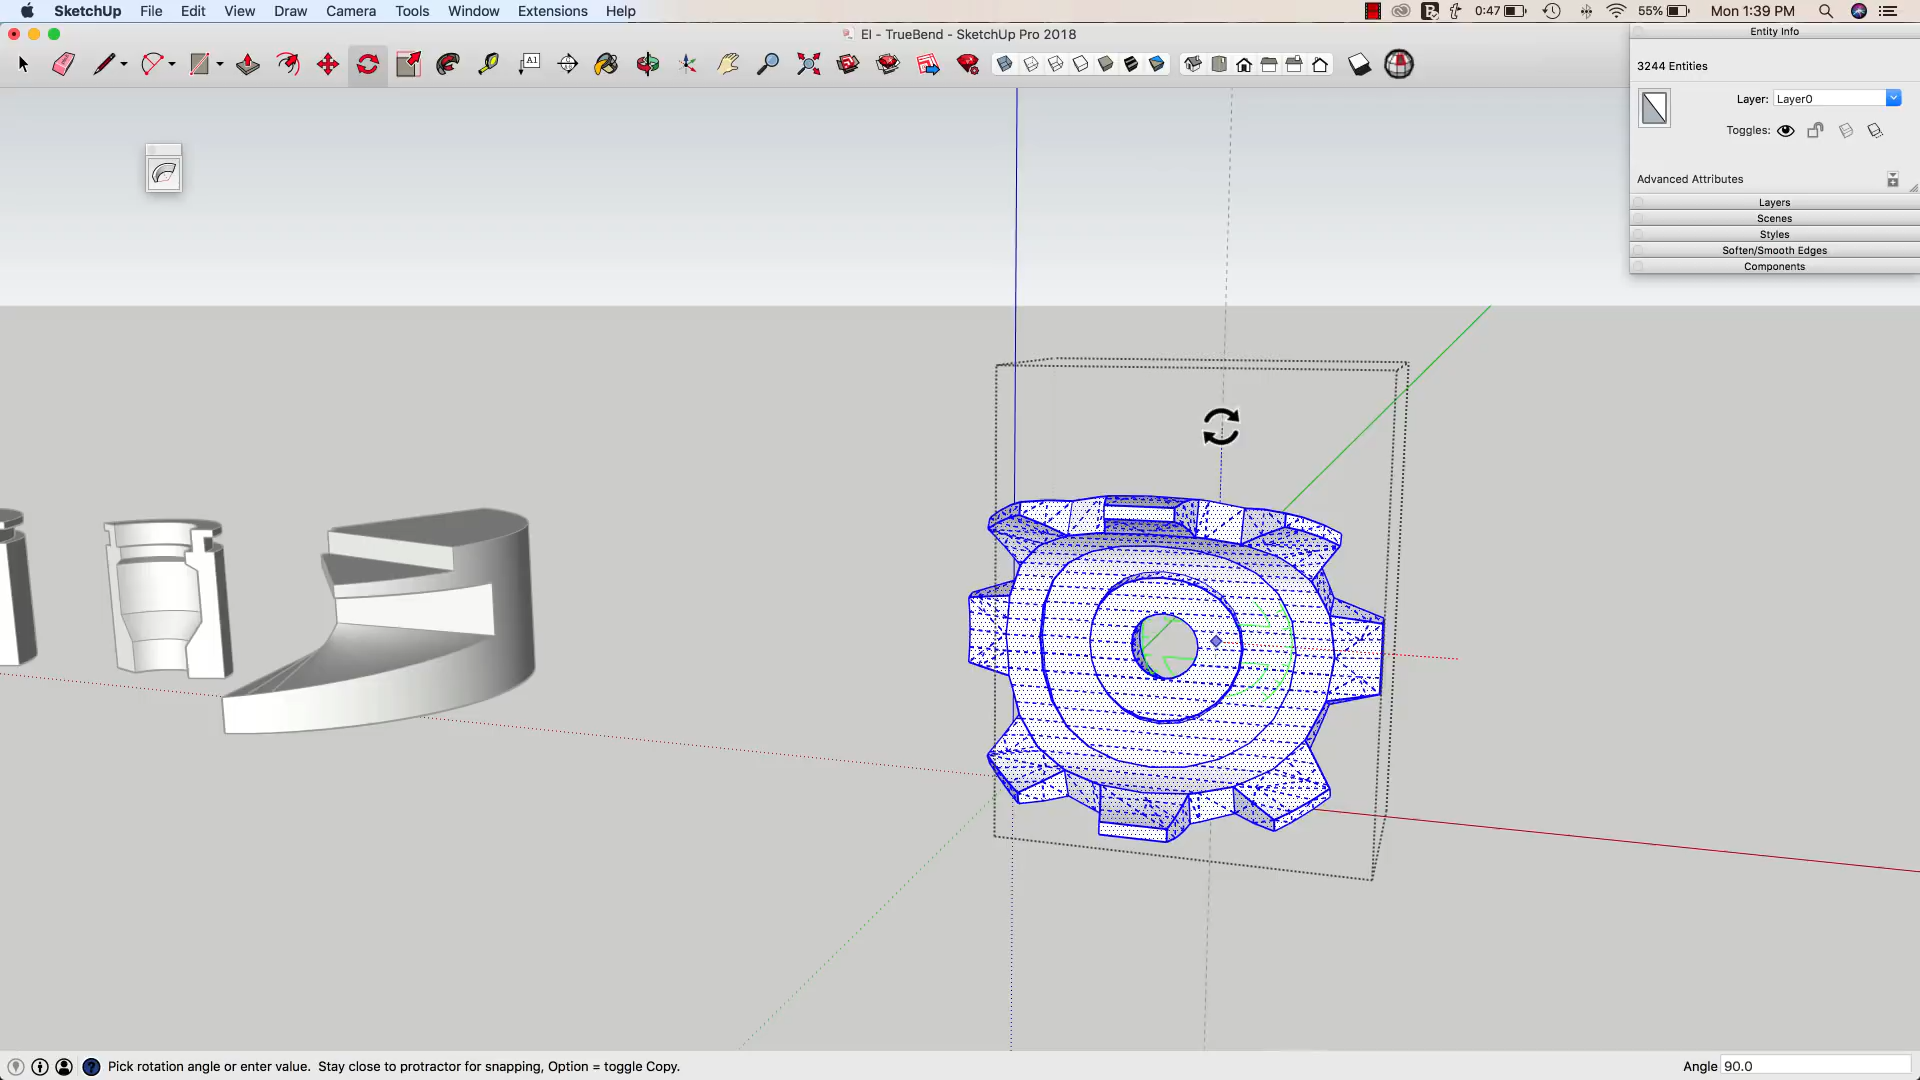 SketchUp File Edit View Draw Camera Tools Window Extensions Help
0:47 55% Mon 1:39 PM
EI - TrueBend - SketchUp Pro 2018
A1
Entity Info
3244 Entities
Layer: Layer0
Toggles:
Advanced Attributes
Layers
Scenes
Styles
Soften/Smooth Edges
Components
Pick rotation angle or enter value. Stay close to protractor for snapping, Option = toggle Copy.
Angle 90.0